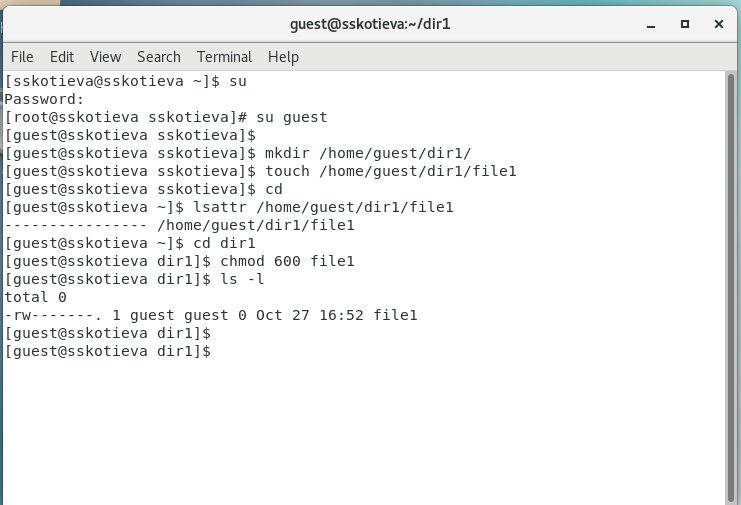 guest@sskotieva:~/dir1
File Edit View Search Terminal Help
[sskotieva@sskotieva ~]$ su
Password:
[root@sskotieva sskotieva]# su guest
[guest@sskotieva sskotieva]$
[guest@sskotieva sskotieva]$ mkdir /home/guest/dir1/
[guest@sskotieva sskotieva]$ touch /home/guest/dir1/file1
[guest@sskotieva sskotieva]$ cd
[guest@sskotieva ~]$ lsattr /home/guest/dir1/file1
---------------- /home/guest/dir1/file1
[guest@sskotieva ~]$ cd dir1
[guest@sskotieva dir1]$ chmod 600 file1
[guest@sskotieva dir1]$ ls -l
total 0
-rw-------. 1 guest guest 0 Oct 27 16:52 file1
[guest@sskotieva dir1]$
[guest@sskotieva dir1]$